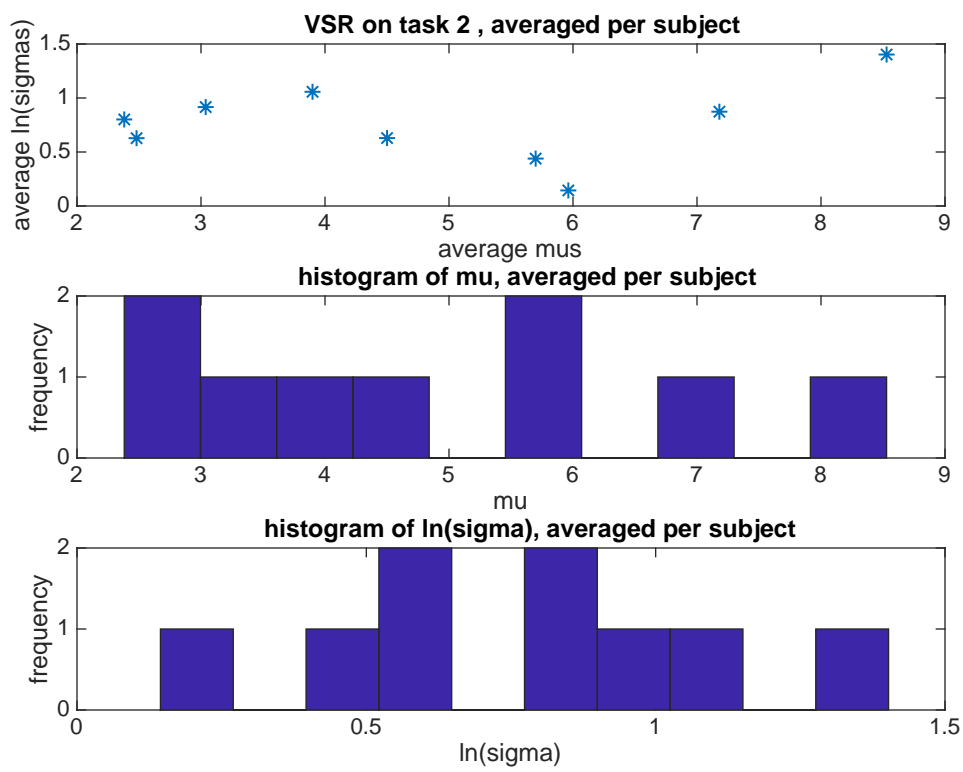 VSR on task 2 , averaged per subject
1.5
1
0.5
0
average ln(sigmas)
2 3 4 5 6 7 8 9
average mus
histogram of mu, averaged per subject
2
1
0
frequency
2 3 4 5 6 7 8 9
mu
histogram of ln(sigma), averaged per subject
2
1
0
frequency
0 0.5 1 1.5
ln(sigma)